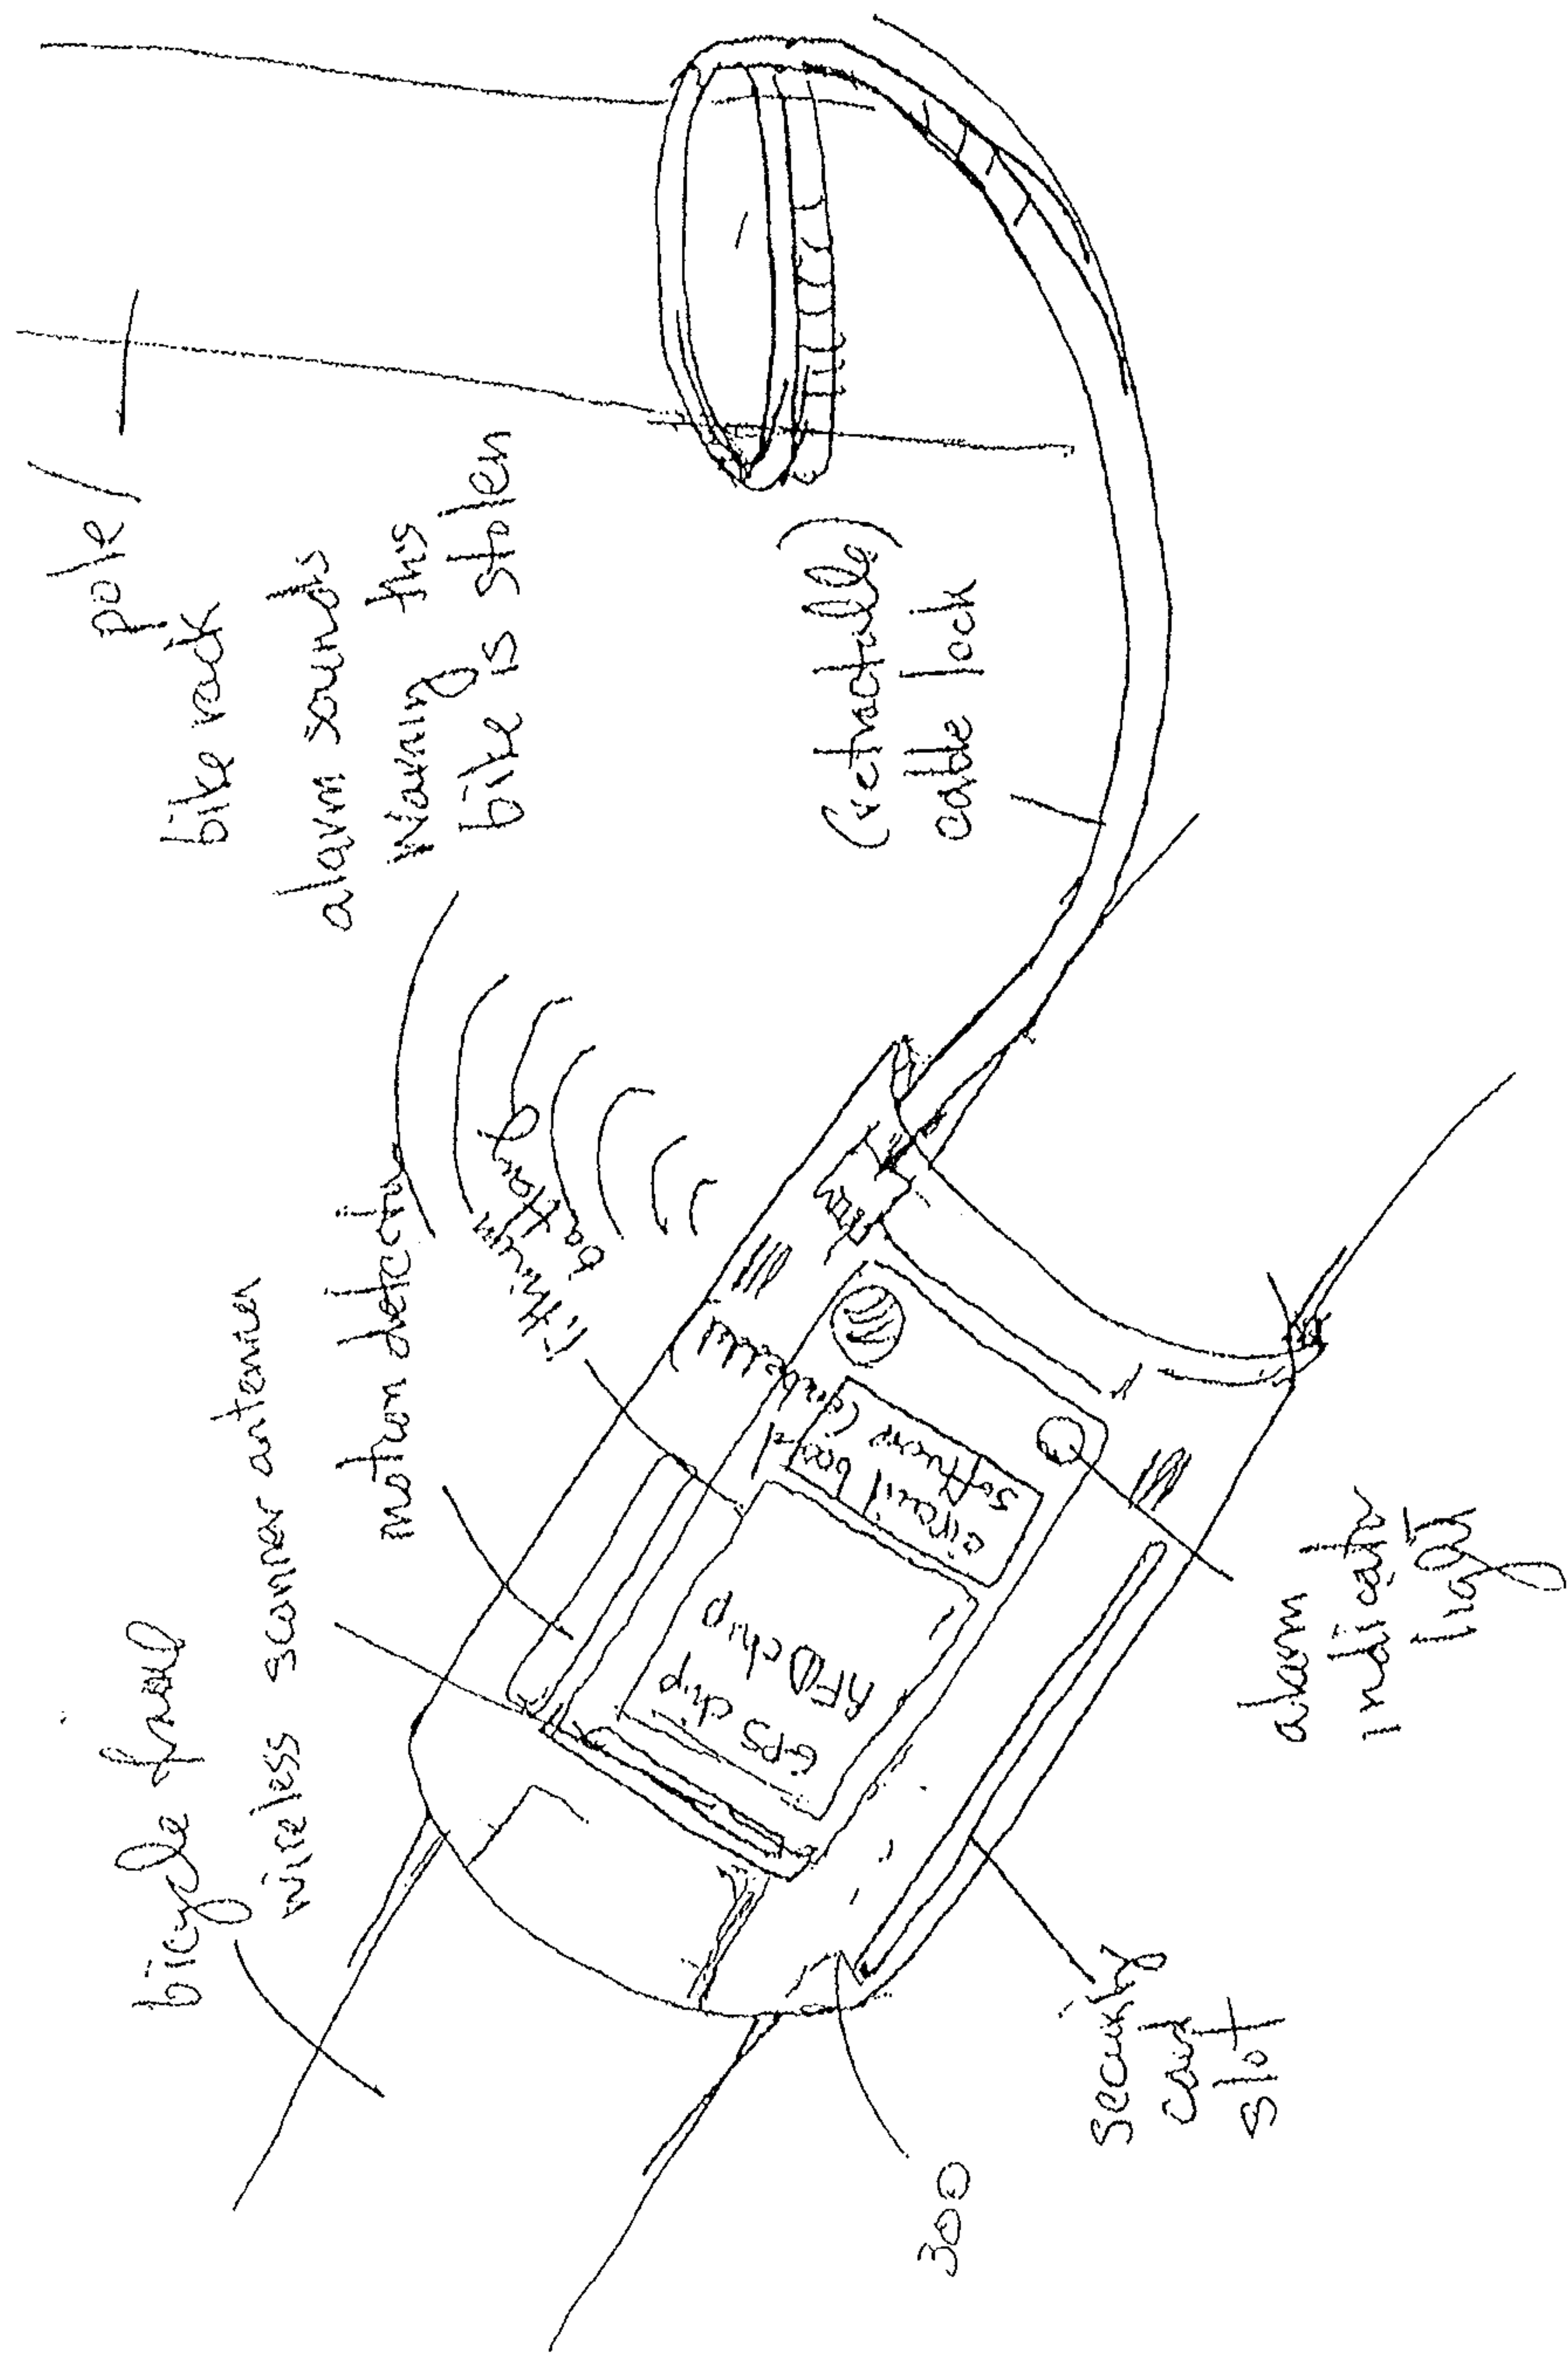 pole /
bike rack
alarm sounds
warning this
bike is stolen
(retractable)
cable lock
lithium
battery
motion detector
wireless scanner antenna
bicycle frame
circuit board
software (
GPS chip
RFID chip
alarm
indicator
light
security
card
slot
300